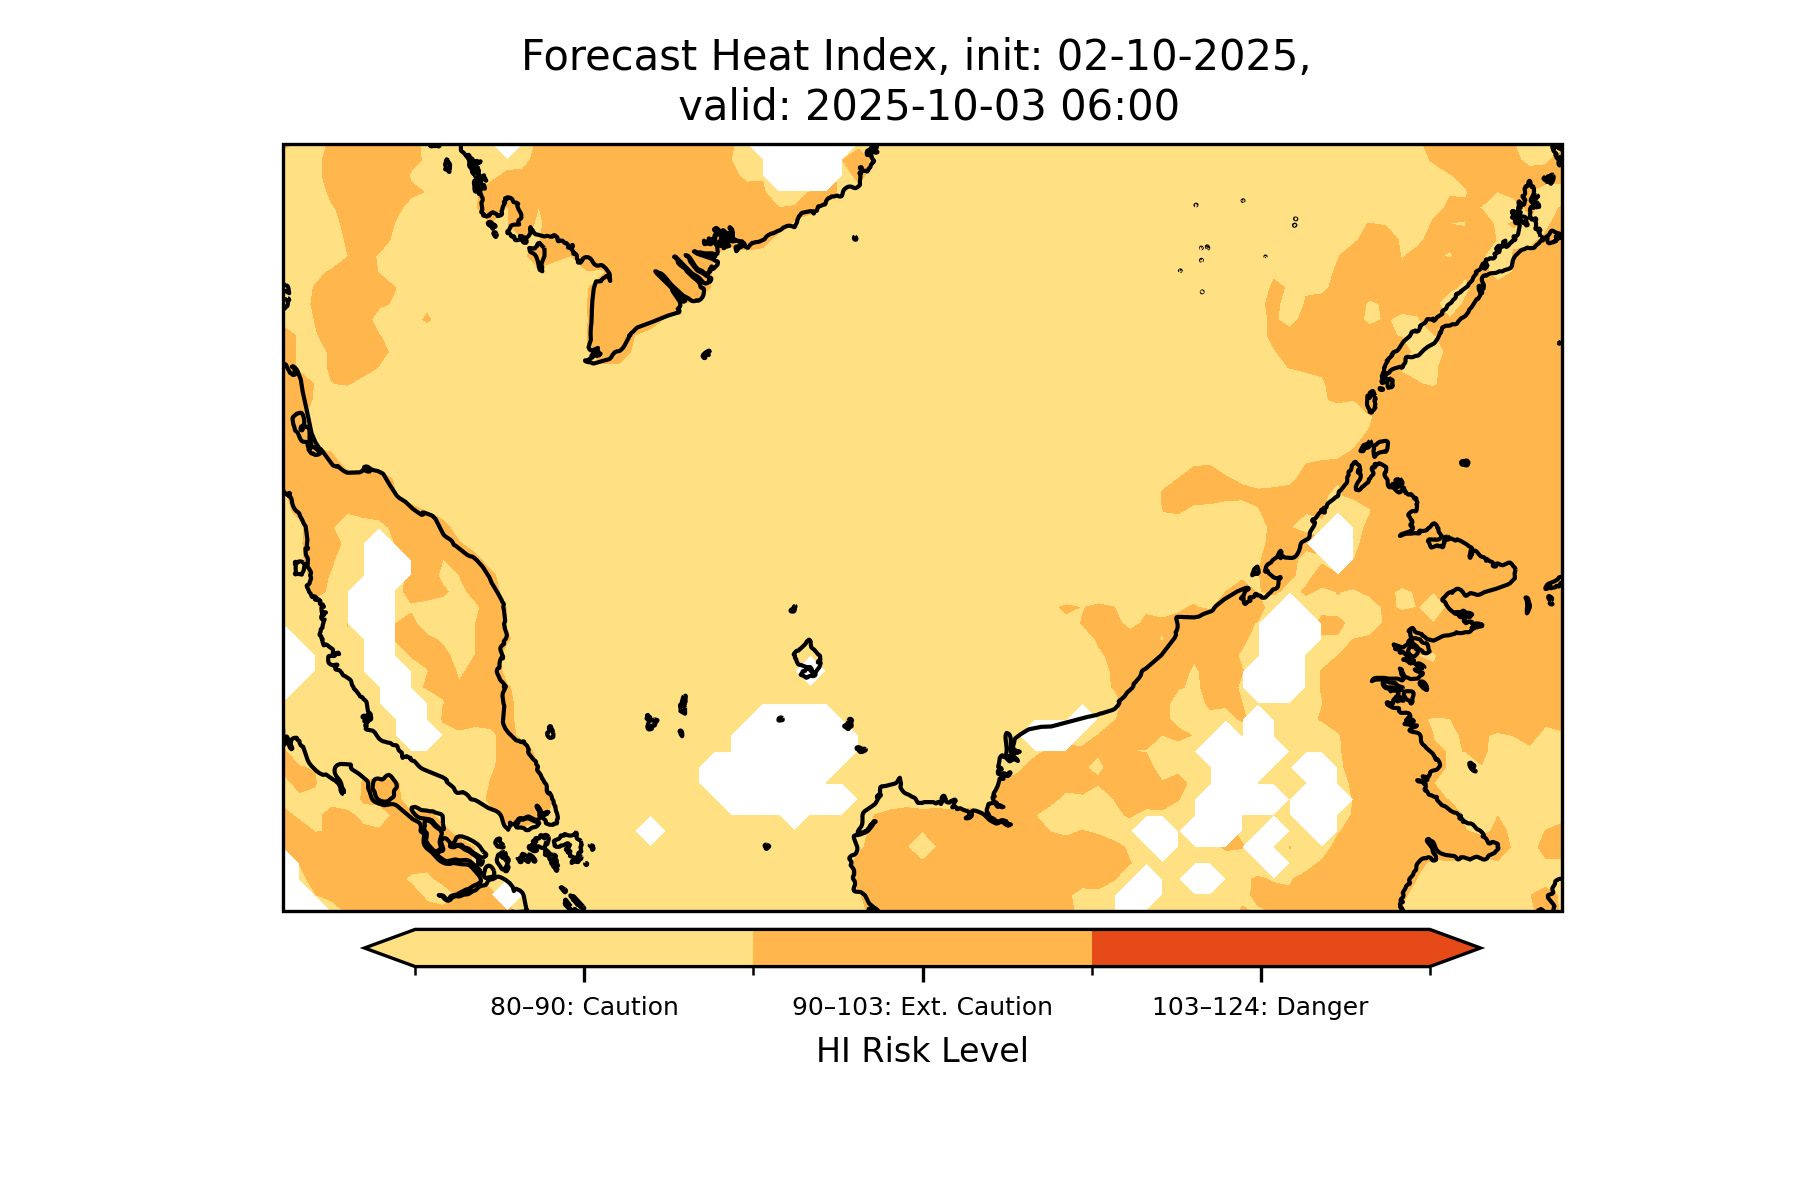 Forecast Heat Index, init: 02-10-2025,
valid: 2025-10-03 06:00
80–90: Caution
90–103: Ext. Caution
103–124: Danger
HI Risk Level